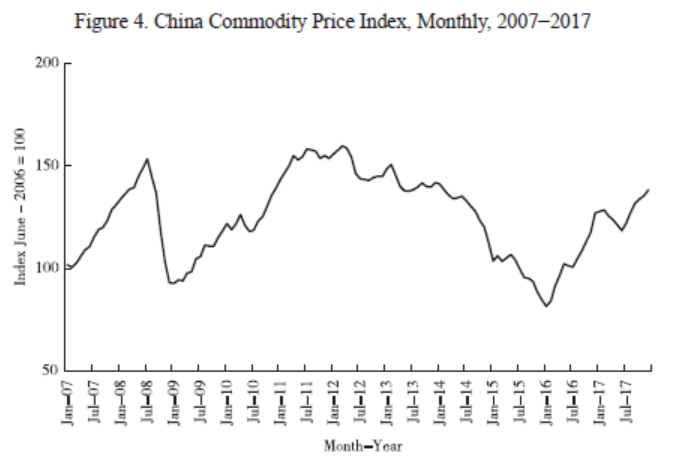 Figure 4. China Commodity Price Index, Monthly, 2007–2017
200
150
100
50
Index June – 2006 = 100
Jan–07
Jul–07
Jan–08
Jul–08
Jan–09
Jul–09
Jan–10
Jul–10
Jan–11
Jul–11
Jan–12
Jul–12
Jan–13
Jul–13
Jan–14
Jul–14
Jan–15
Jul–15
Jan–16
Jul–16
Jan–17
Jul–17
Month–Year